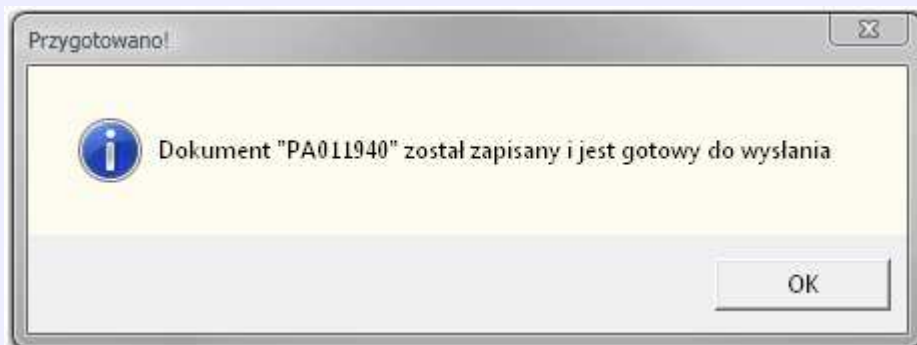 Przygotowano!
Dokument "PA011940" został zapisany i jest gotowy do wysłania
OK